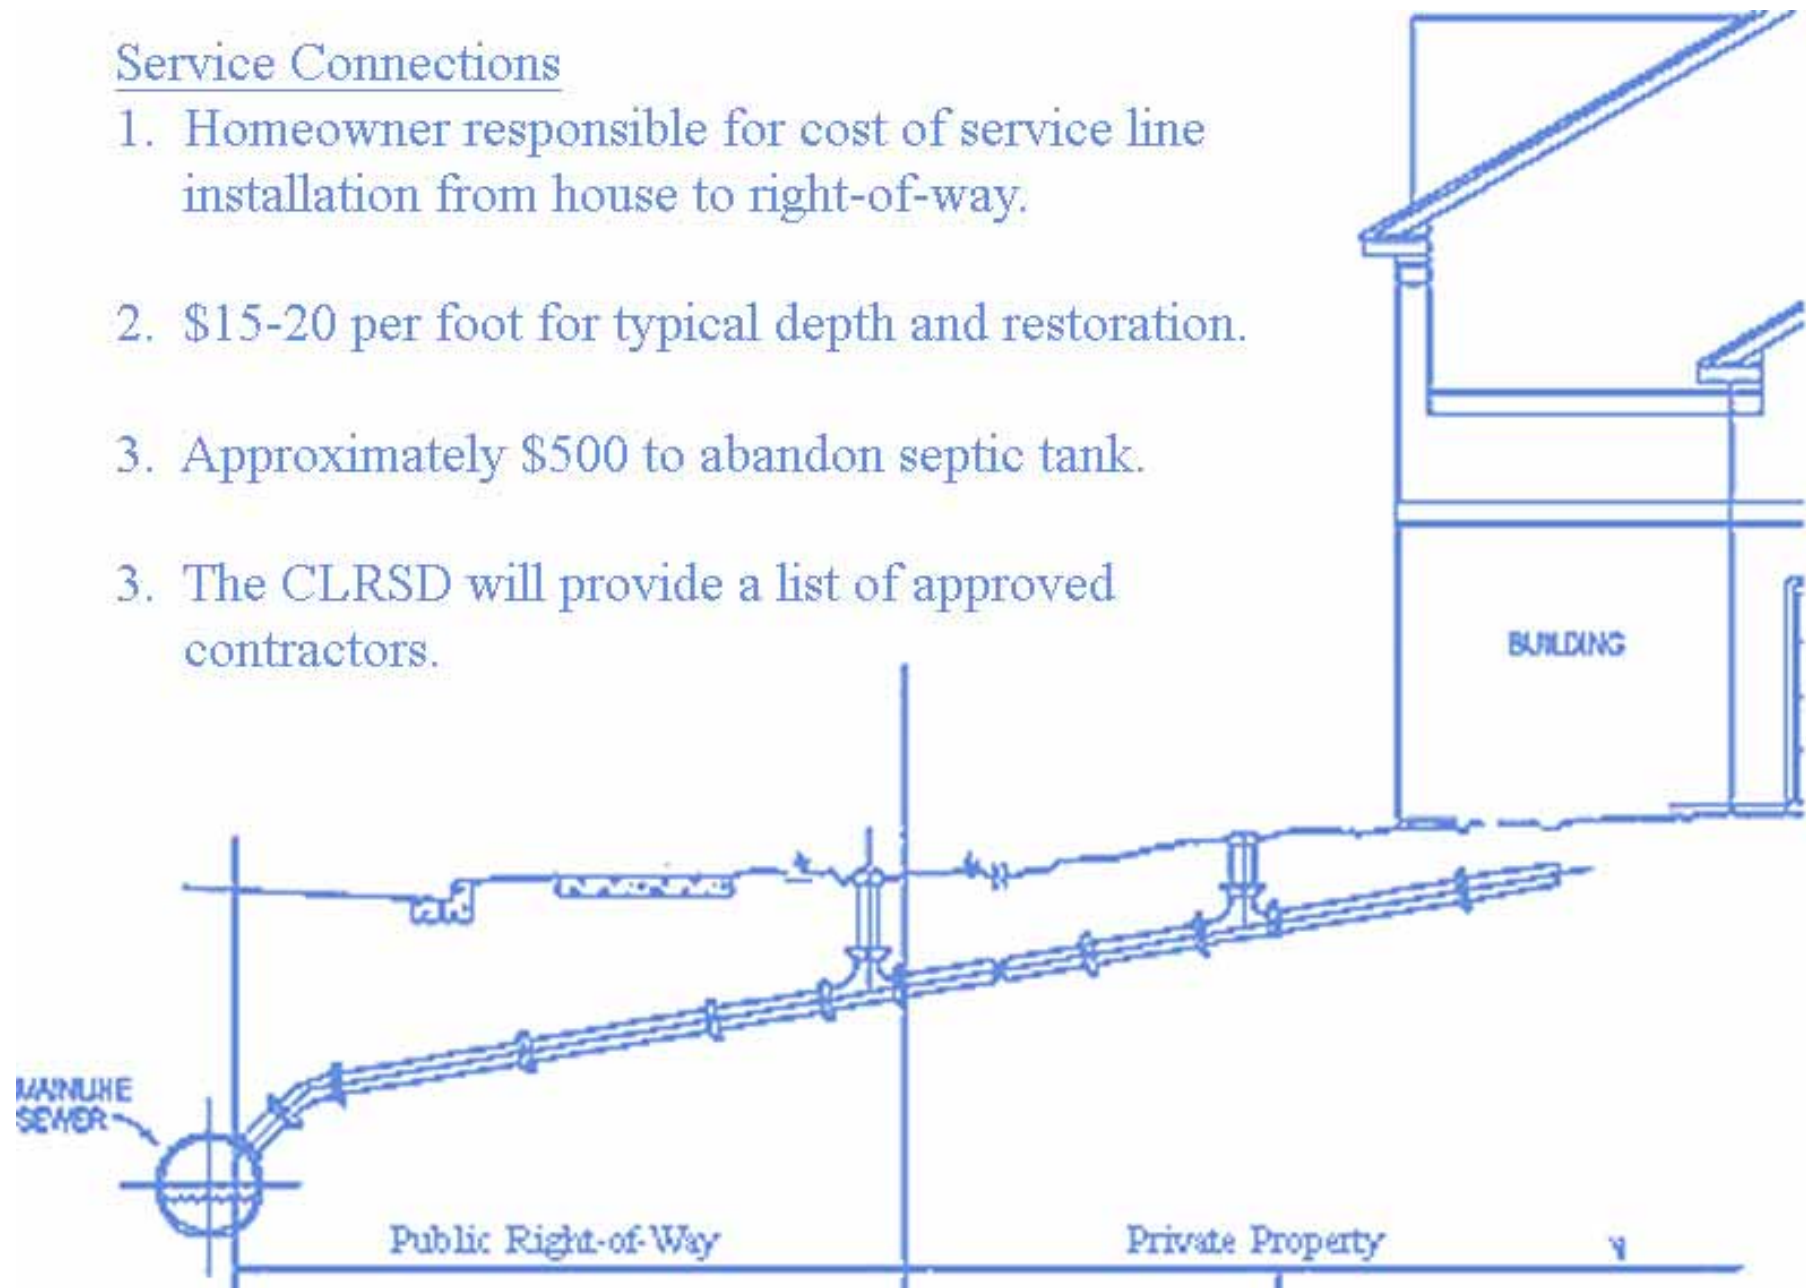 Service Connections
1. Homeowner responsible for cost of service line
installation from house to right-of-way.
2. $15-20 per foot for typical depth and restoration.
3. Approximately $500 to abandon septic tank.
3. The CLRSD will provide a list of approved
contractors.
BUILDING
MAINLINE
SEWER
Public Right-of-Way
Private Property